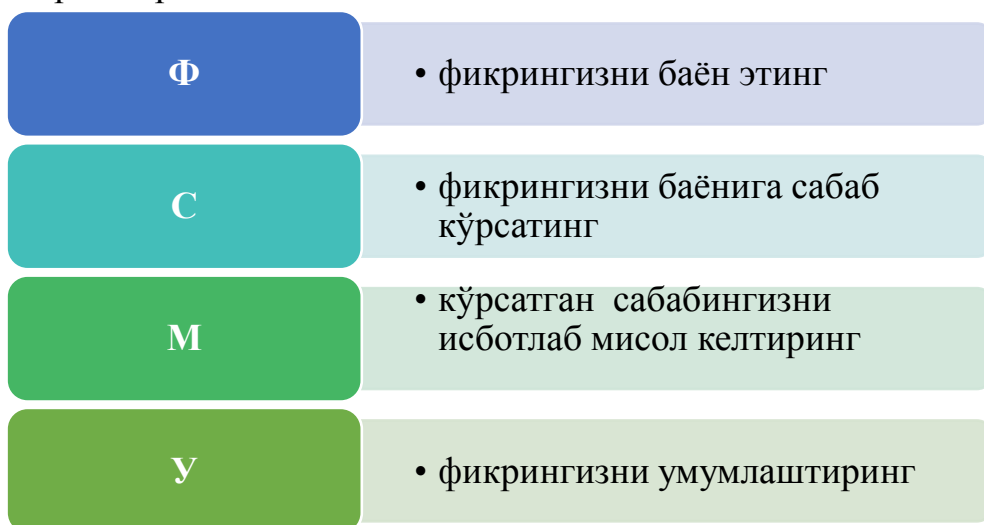 Ф
• фикрингизни баён этинг
С
• фикрингизни баёнига сабаб
кўрсатинг
М
• кўрсатган сабабингизни
исботлаб мисол келтиринг
У
• фикрингизни умумлаштиринг